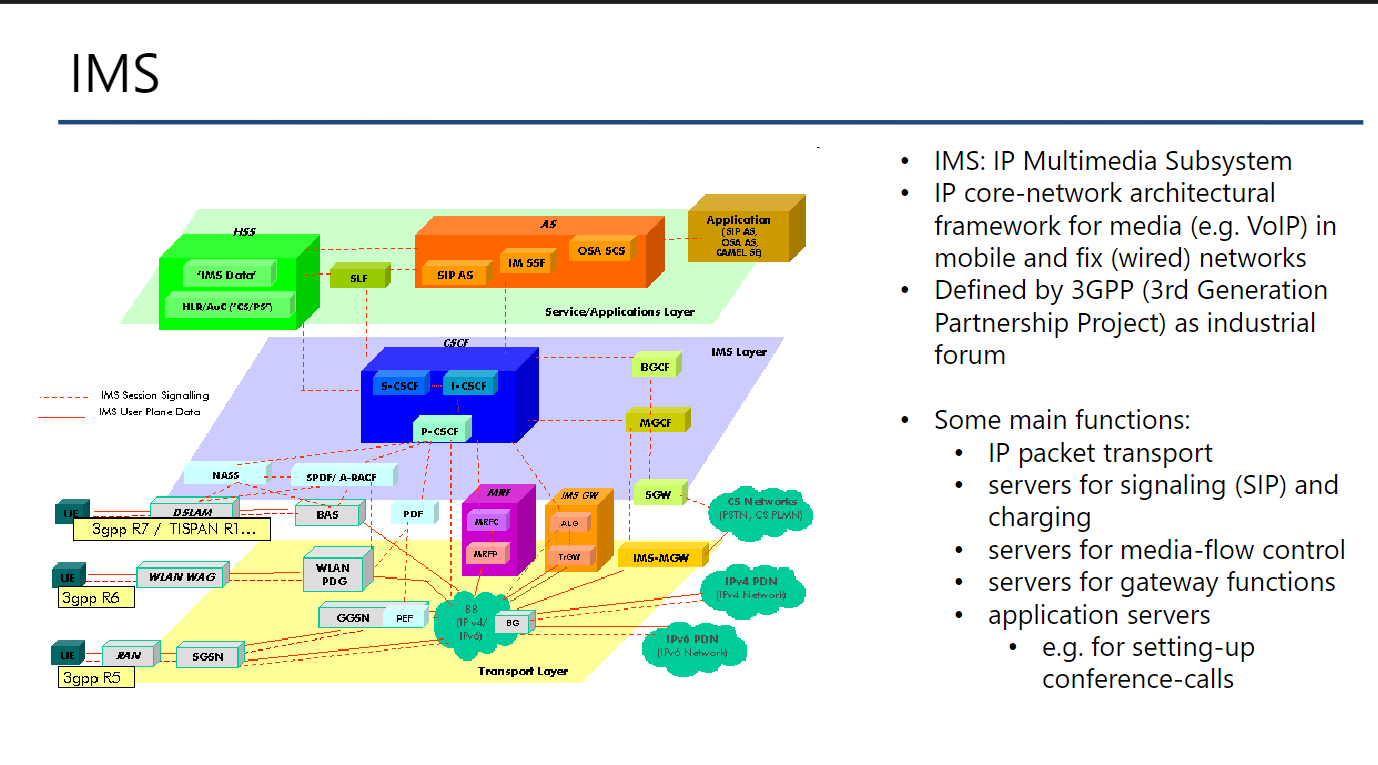 IMS
• IMS: IP Multimedia Subsystem
• IP core-network architectural
framework for media (e.g. VoIP) in
mobile and fix (wired) networks
• Defined by 3GPP (3rd Generation
Partnership Project) as industrial
forum
• Some main functions:
• IP packet transport
• servers for signaling (SIP) and
charging
• servers for media-flow control
• servers for gateway functions
• application servers
• e.g. for setting-up
conference-calls
HSS
'IMS Data'
HLR/AuC ("CS/PS")
SLF
AS
SIP AS
IM SSF
OSA SCS
Application
(SIP AS,
OSA AS,
CAMEL SE)
Service/Applications Layer
IMS Layer
CSCF
S-CSCF
I-CSCF
P-CSCF
BGCF
MGCF
IMS Session Signalling
IMS User Plane Data
NASS
SPDF/ A-RACF
UE
DSLAM
3gpp R7 / TISPAN R1...
BAS
PDF
MRF
MRFC
MRFP
IMS GW
ALG
TrGW
SGW
CS Networks
(PSTN, CS PLMN)
IMS-MGW
UE
3gpp R6
WLAN WAG
WLAN
PDG
GGSN
PEF
BB
(IP v4/
IPv6)
BG
IPv4 PDN
(IPv4 Network)
IPv6 PDN
(IPv6 Network)
UE
3gpp R5
RAN
SGSN
Transport Layer